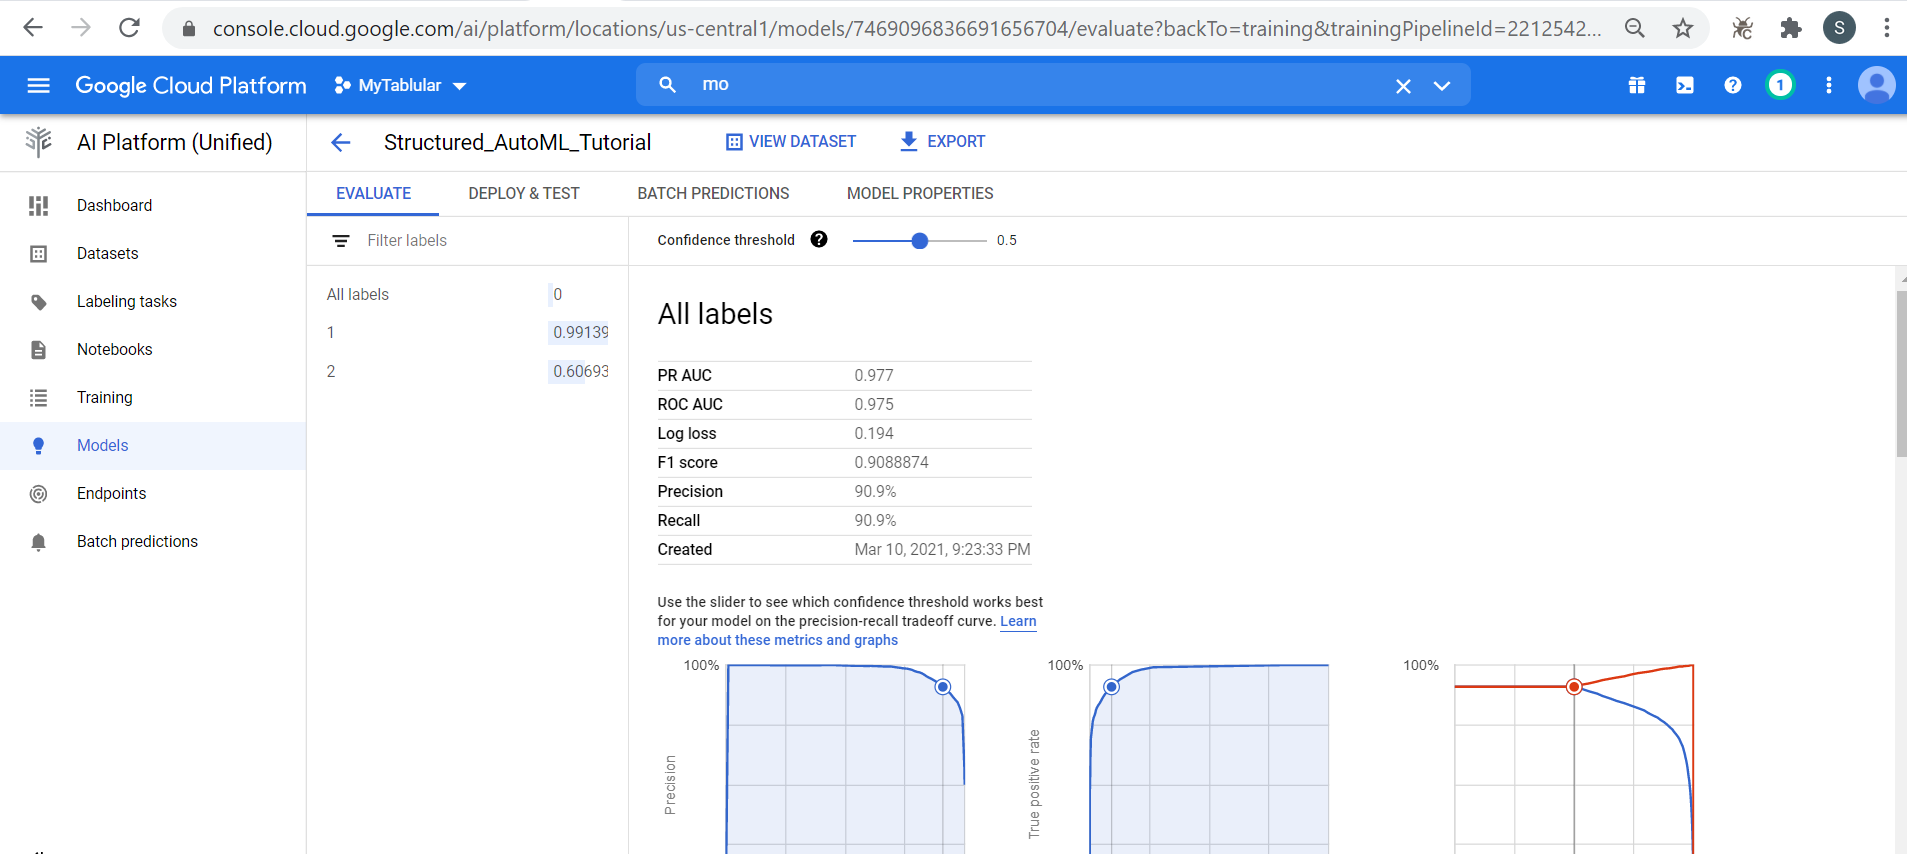 console.cloud.google.com/ai/platform/locations/us-central1/models/7469096836691656704/evaluate?backTo=training&trainingPipelineId=2212542...
S
Google Cloud Platform
MyTablular
mo
1
AI Platform (Unified)
Structured_AutoML_Tutorial
VIEW DATASET
EXPORT
Dashboard
Datasets
Labeling tasks
Notebooks
Training
Models
Endpoints
Batch predictions
EVALUATE
DEPLOY & TEST
BATCH PREDICTIONS
MODEL PROPERTIES
Filter labels
Confidence threshold
0.5
All labels 0
1 0.99139
2 0.60693
All labels
PR AUC 0.977
ROC AUC 0.975
Log loss 0.194
F1 score 0.9088874
Precision 90.9%
Recall 90.9%
Created Mar 10, 2021, 9:23:33 PM
Use the slider to see which confidence threshold works best
for your model on the precision-recall tradeoff curve. Learn
more about these metrics and graphs
100%
Precision
100%
True positive rate
100%